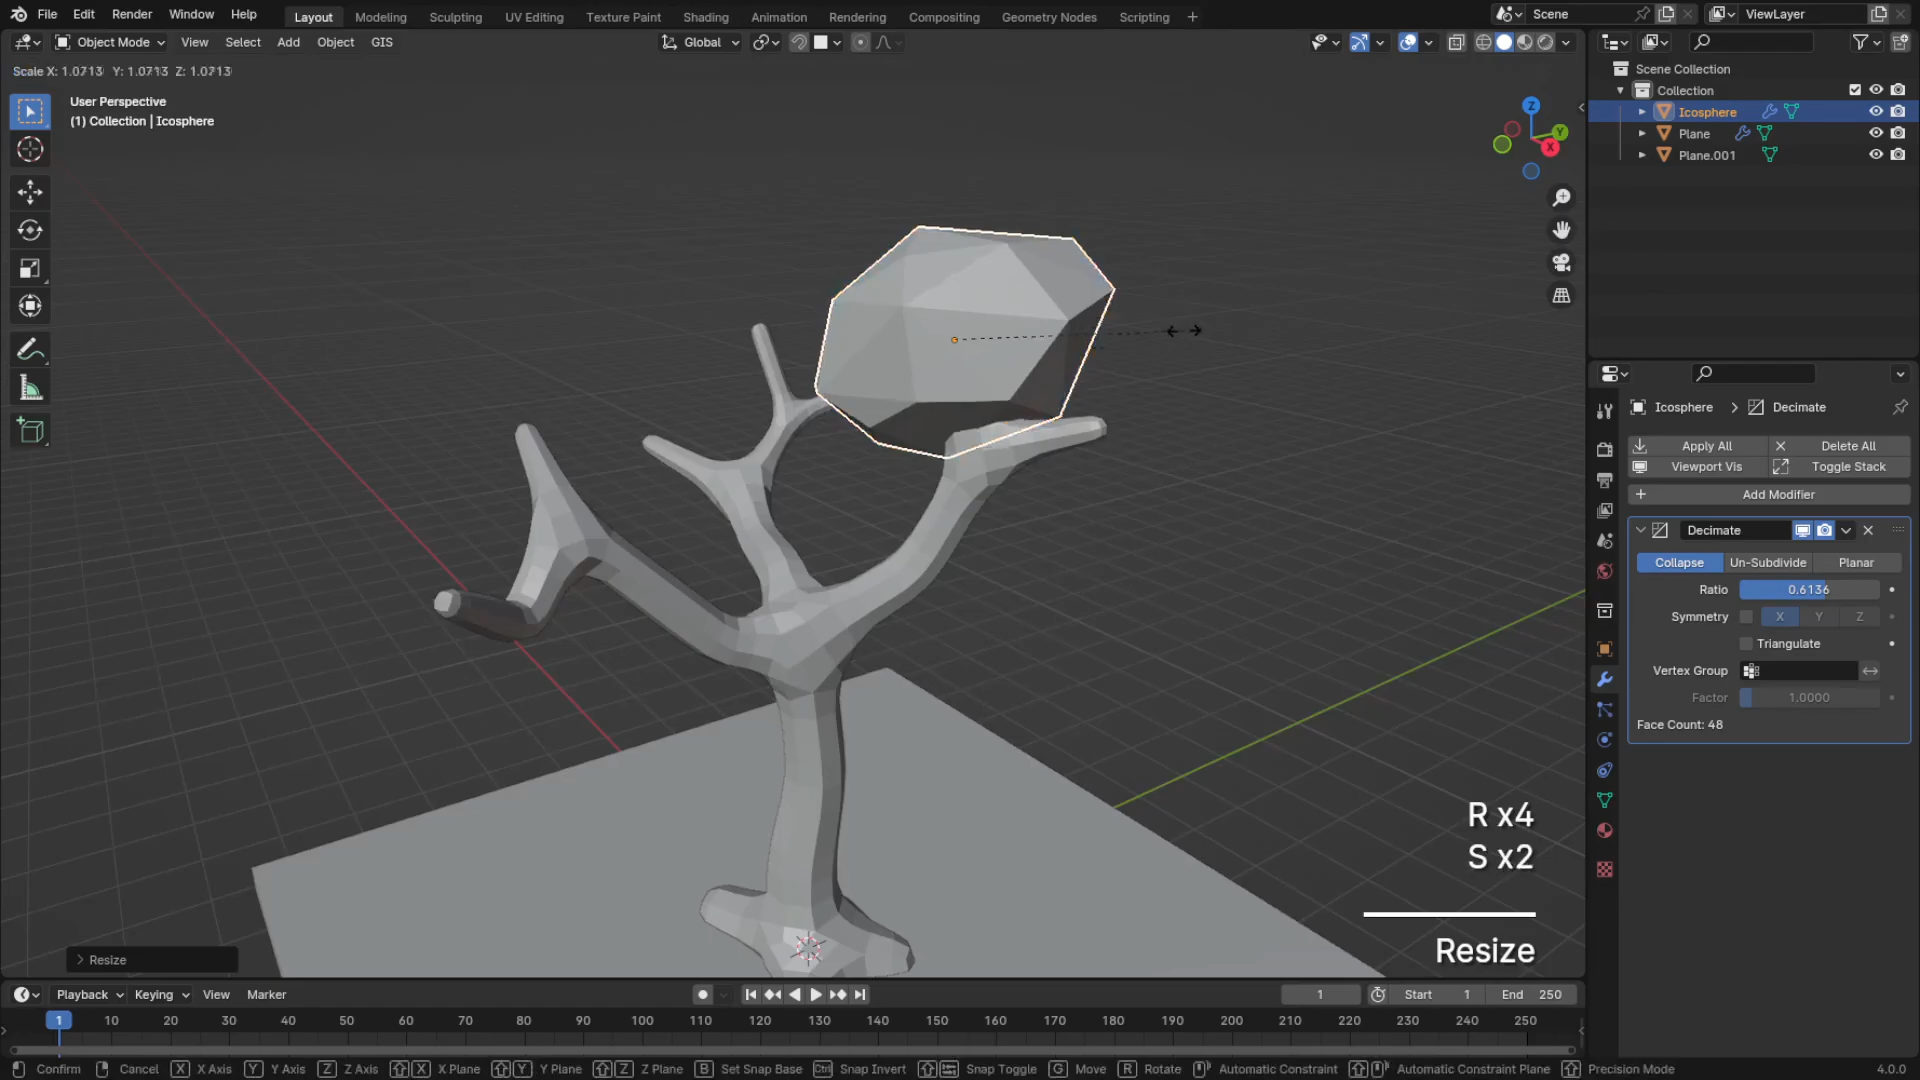 File Edit Render Window Help Layout Modeling Sculpting UV Editing Texture Paint Shading Animation Rendering Compositing Geometry Nodes Scripting + Scene ViewLayer
Object Mode View Select Add Object GIS Global
Scale X: 1.0713 Y: 1.0713 Z: 1.0713
User Perspective
(1) Collection | Icosphere
Z
Y
X
Scene Collection
Collection
Icosphere
Plane
Plane.001
Icosphere > Decimate
Apply All Delete All
Viewport Vis Toggle Stack
Add Modifier
Decimate
Collapse Un-Subdivide Planar
Ratio 0.6136
Symmetry X Y Z
Triangulate
Vertex Group
Factor 1.0000
Face Count: 48
R x4
S x2
Resize
Resize
Playback Keying View Marker 1 Start 1 End 250
1 10 20 30 40 50 60 70 80 90 100 110 120 130 140 150 160 170 180 190 200 210 220 230 240 250
Confirm Cancel X X Axis Y Y Axis Z Z Axis X X Plane Y Y Plane Z Z Plane B Set Snap Base Ctrl Snap Invert Snap Toggle G Move R Rotate Automatic Constraint Automatic Constraint Plane Precision Mode 4.0.0